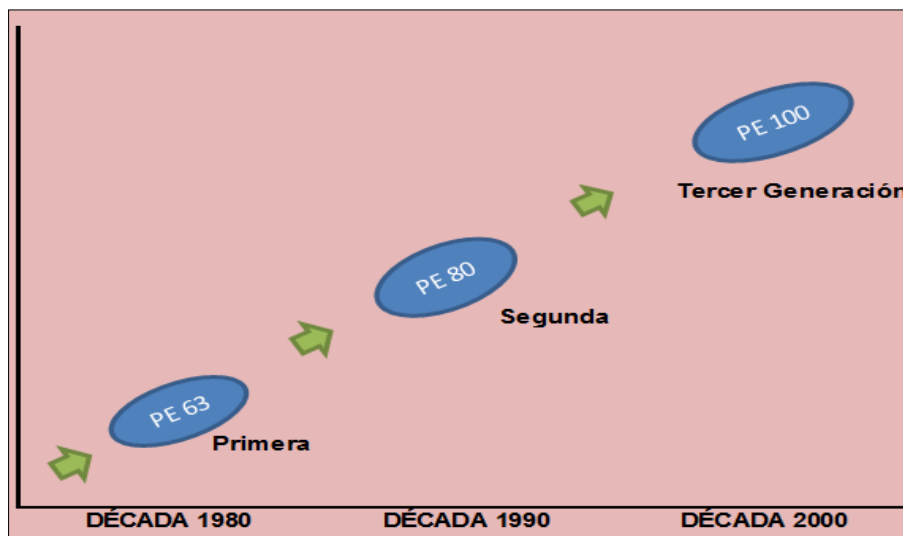 PE 100
Tercer Generación
PE 80
Segunda
PE 63
Primera
DÉCADA 1980
DÉCADA 1990
DÉCADA 2000